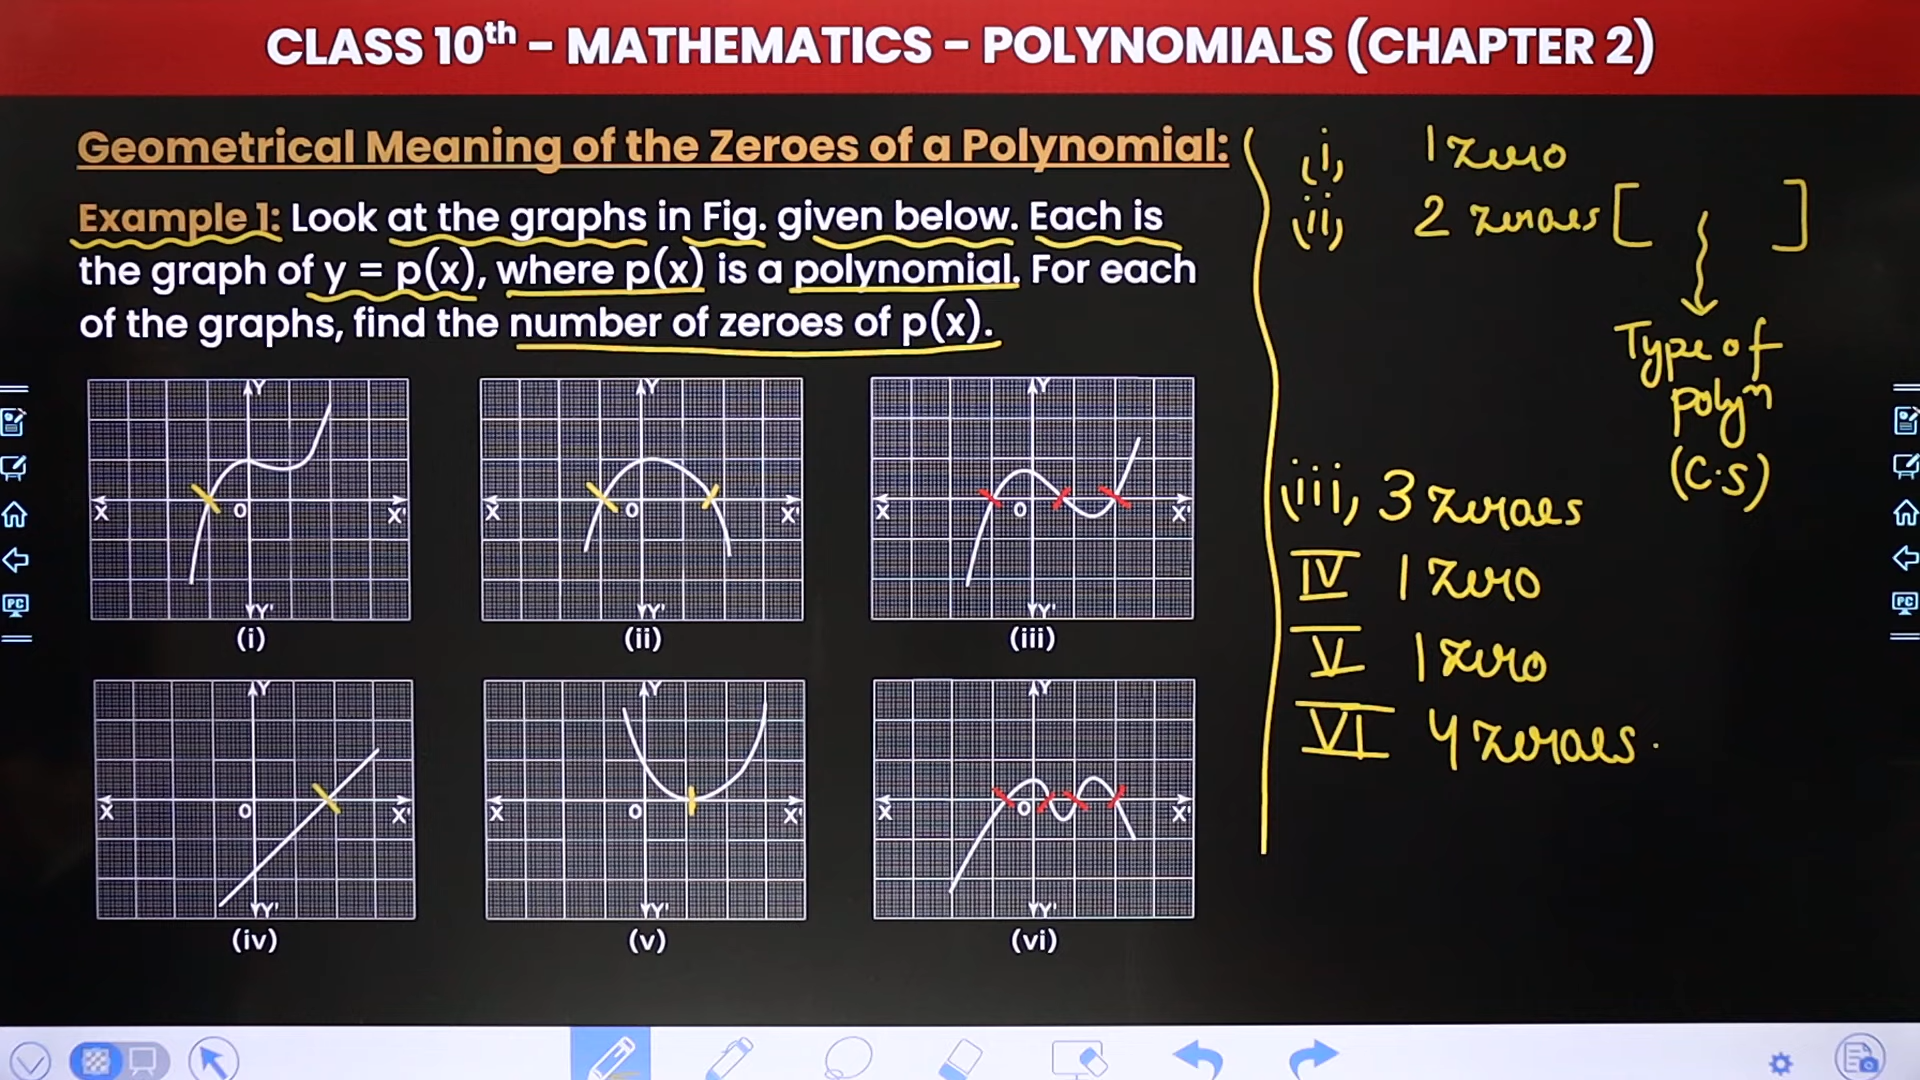 CLASS 10th - MATHEMATICS - POLYNOMIALS (CHAPTER 2)
Geometrical Meaning of the Zeroes of a Polynomial:
Example 1: Look at the graphs in Fig. given below. Each is
the graph of y = p(x), where p(x) is a polynomial. For each
of the graphs, find the number of zeroes of p(x).
Y
X O X'
Y'
(i)
Y
X O X'
Y'
(ii)
Y
X O X'
Y'
(iii)
Y
X O X'
Y'
(iv)
Y
X O X'
Y'
(v)
Y
X O X'
Y'
(vi)
(i) 1 zero
(ii) 2 zeroes [ ]
Type of
polyn
(C.S)
iii, 3 zeroes
IV 1 zero
V 1 zero
VI 4 zeroes.
PC
PC